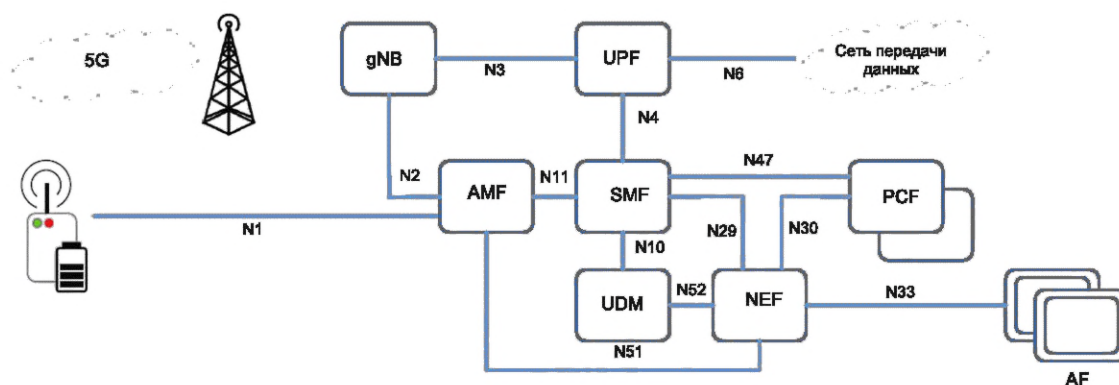 5G
gNB
N3
UPF
N6
Сеть передачи
данных
N4
N2
AMF
N11
SMF
N47
PCF
N1
N10
N29
N30
UDM
N52
NEF
N33
N51
AF